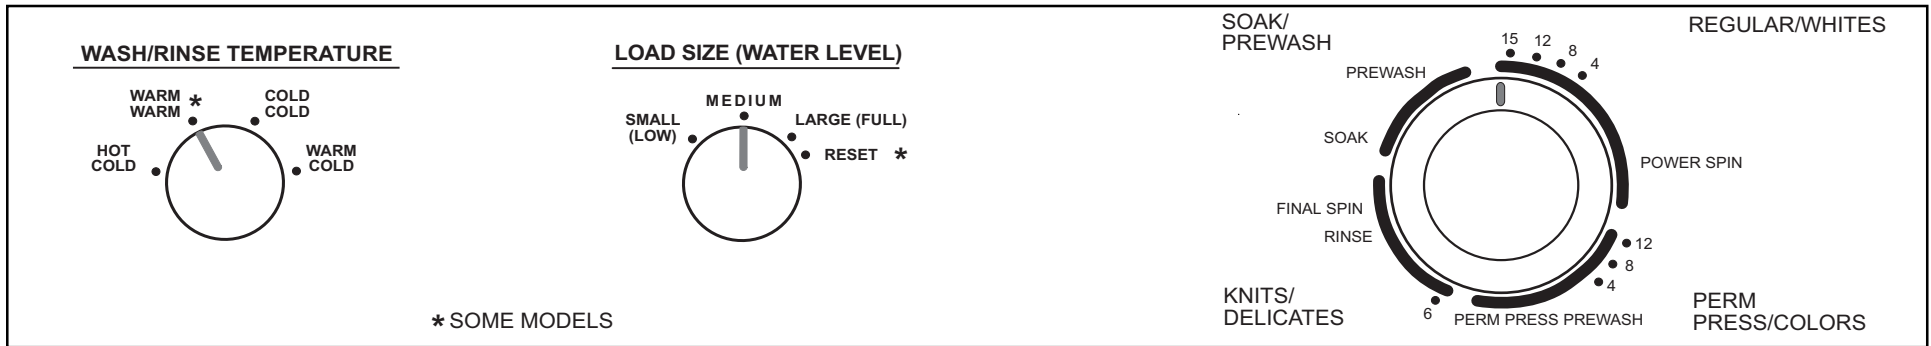 WASH/RINSE TEMPERATURE
WARM *
WARM
COLD
COLD
HOT
COLD
WARM
COLD
LOAD SIZE (WATER LEVEL)
SMALL
(LOW)
MEDIUM
LARGE (FULL)
RESET *
* SOME MODELS
SOAK/
PREWASH
REGULAR/WHITES
15
12
8
4
PREWASH
SOAK
POWER SPIN
FINAL SPIN
RINSE
12
8
4
KNITS/
DELICATES
6
PERM PRESS PREWASH
PERM
PRESS/COLORS